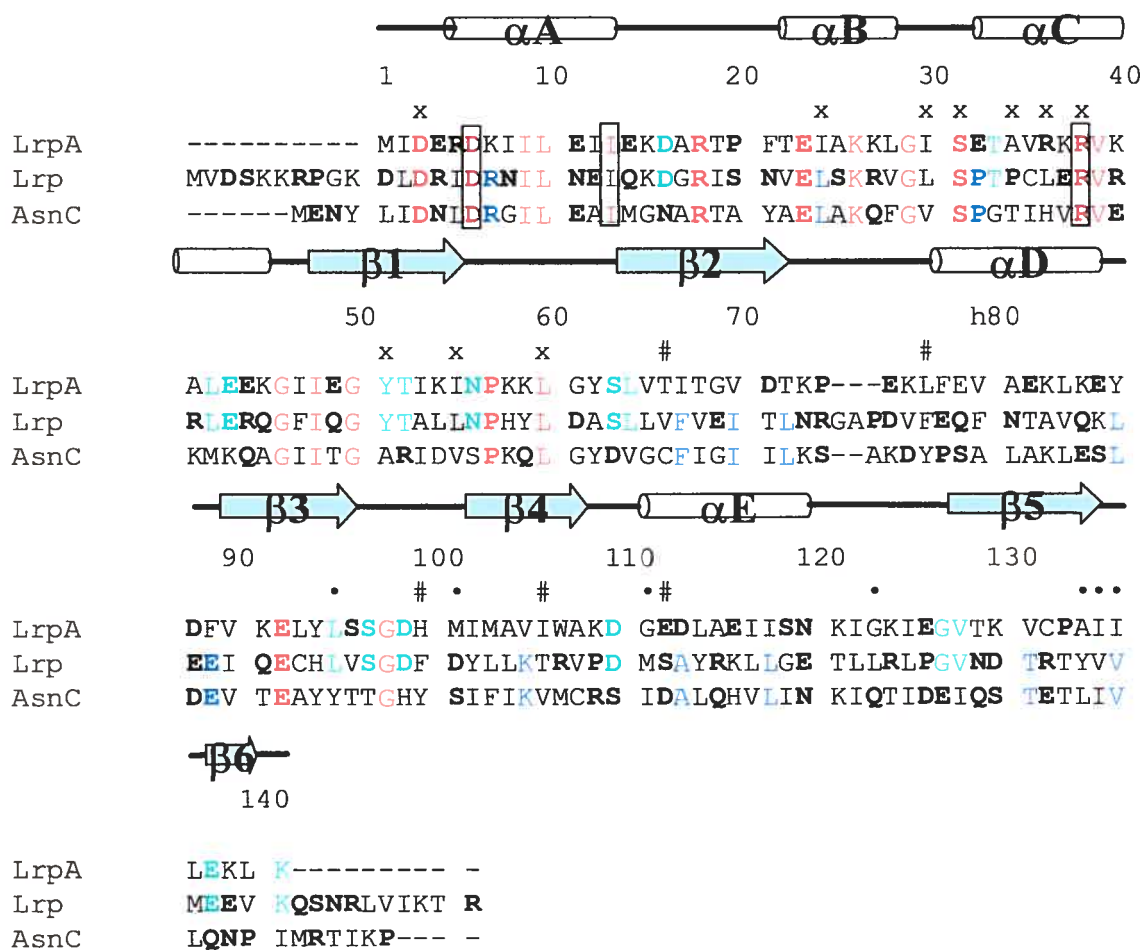 αA αB αC
1 10 20 30 40
x x x x x x x
LrpA ---------- MIDERDKIIL EILEKDARTP FTEIAKKLGI SETAVRKRVK
Lrp MVDSKKRPGK DLDRIDRNIL NEIQKDGRIS NVELSKRVGL SPTPCLERVR
AsnC ------MENY LIDNLDRGIL EALMGNARTA YAELAKQFGV SPGTIHVRVE
β1 β2 αD
50 60 70 h80
x x x # #
LrpA ALEEKGIIEG YTIKINPKKL GYSLVTITGV DTKP---EKLFEV AEKLKEY
Lrp RLERQGFIQG YTALLNPHYL DASLLVFVEI TLNRGAPDVFEQF NTAVQKL
AsnC KMKQAGIITG ARIDVSPKQL GYDVGCFIGI ILKS--AKDYPSA LAKLESL
β3 β4 αE β5
90 100 110 120 130
• # • # • # • • • •
LrpA DFV KELYLSSGDH MIMAVIWAKD GEDLAEIISN KIGKIEGVTK VCPAII
Lrp EEI QECHLVSGDF DYLLKTRVPD MSAYRKLLGE TLLRLPGVND TRTYVV
AsnC DEV TEAYYTTGHY SIFIKVMCRS IDALQHVLIN KIQTIDEIQS TETLIV
β6
140
LrpA LEKL K--------- -
Lrp MEEV KQSNRLVIKT R
AsnC LQNP IMRTIKP---- -